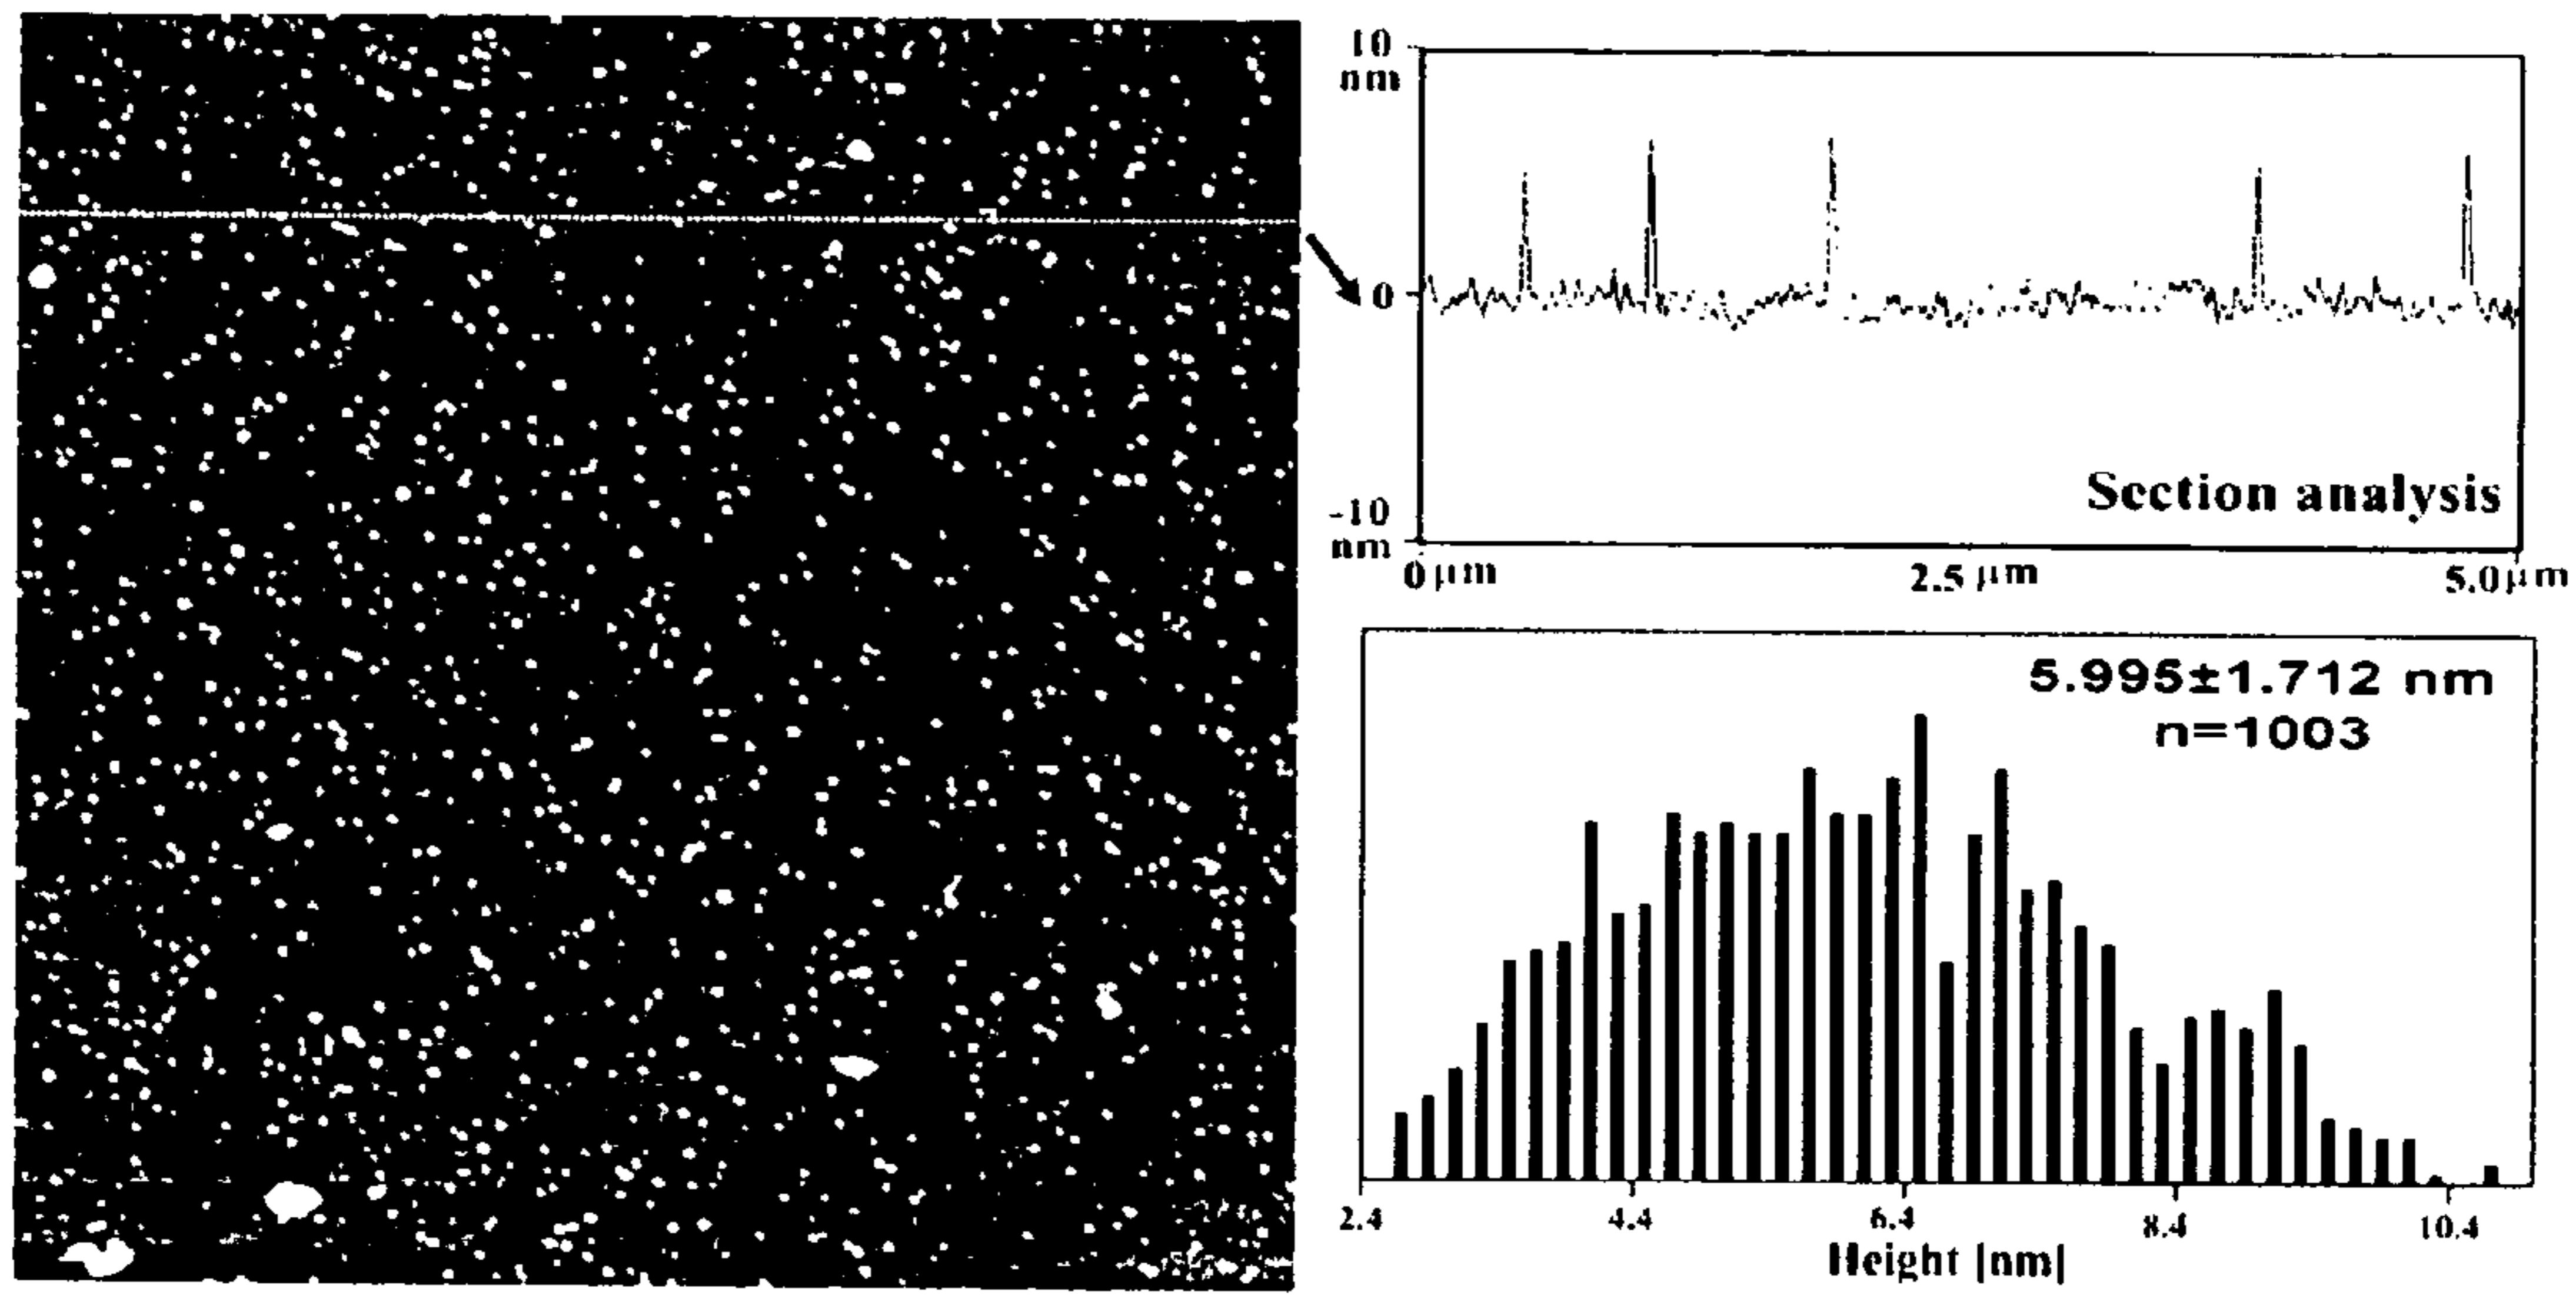 10
nm
0
-10
nm
0 μm 2.5 μm 5.0 μm
Section analysis
5.995±1.712 nm
n=1003
2.4 4.4 6.4 8.4 10.4
Height [nm]